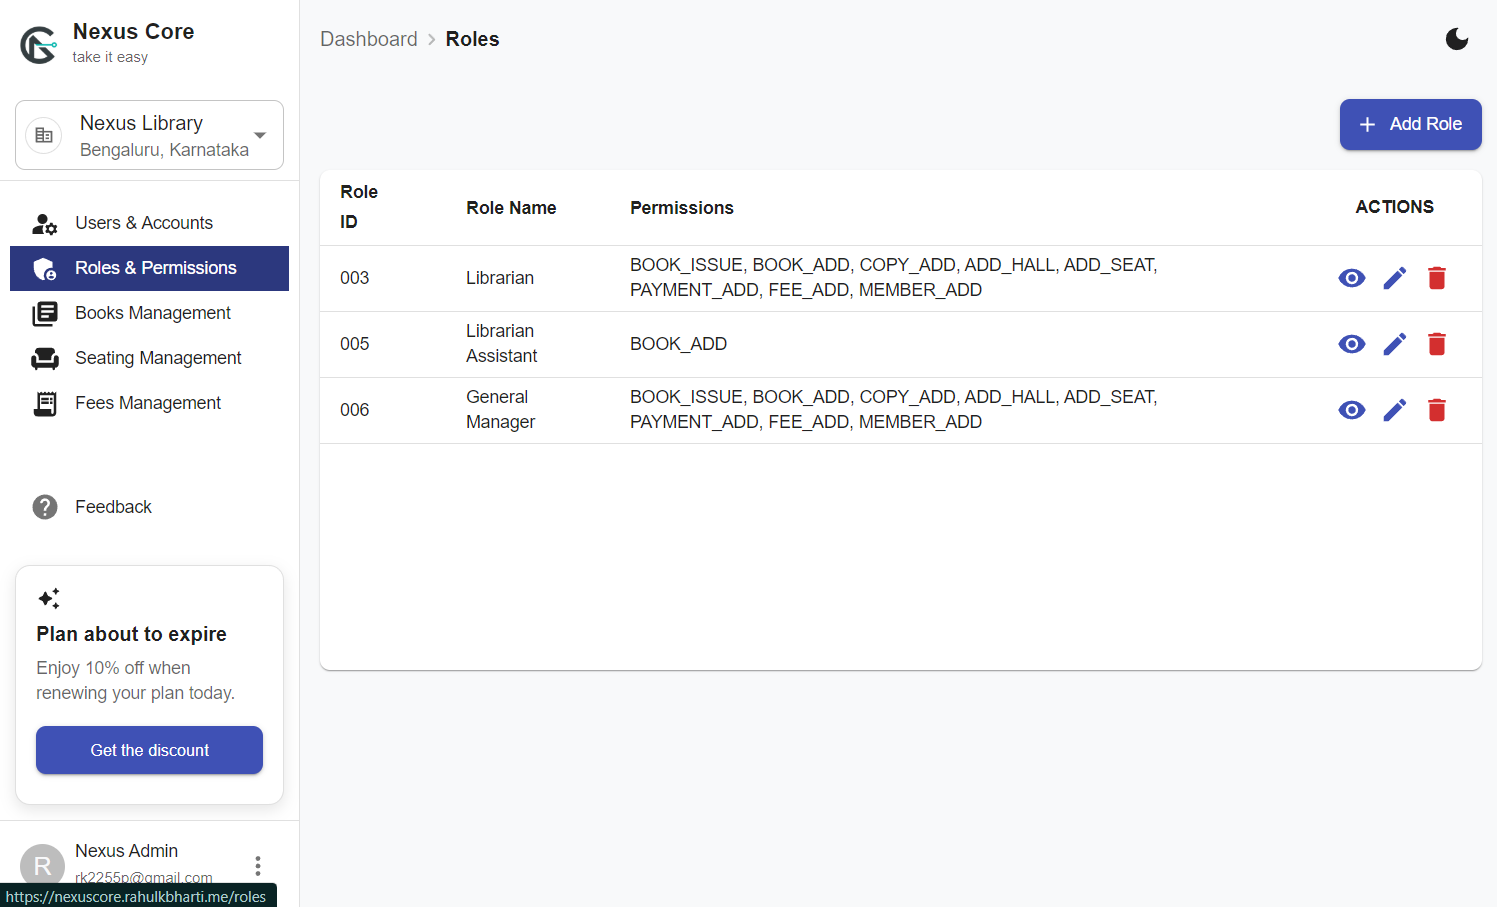 Nexus Core
take it easy
Nexus Library
Bengaluru, Karnataka
Users & Accounts
Roles & Permissions
Books Management
Seating Management
Fees Management
Feedback
Plan about to expire
Enjoy 10% off when
renewing your plan today.
Get the discount
R
Nexus Admin
rk2255p@gmail.com
https://nexuscore.rahulkbharti.me/roles
Dashboard > Roles
+ Add Role
Role
ID
Role Name
Permissions
ACTIONS
003
Librarian
BOOK_ISSUE, BOOK_ADD, COPY_ADD, ADD_HALL, ADD_SEAT,
PAYMENT_ADD, FEE_ADD, MEMBER_ADD
005
Librarian
Assistant
BOOK_ADD
006
General
Manager
BOOK_ISSUE, BOOK_ADD, COPY_ADD, ADD_HALL, ADD_SEAT,
PAYMENT_ADD, FEE_ADD, MEMBER_ADD